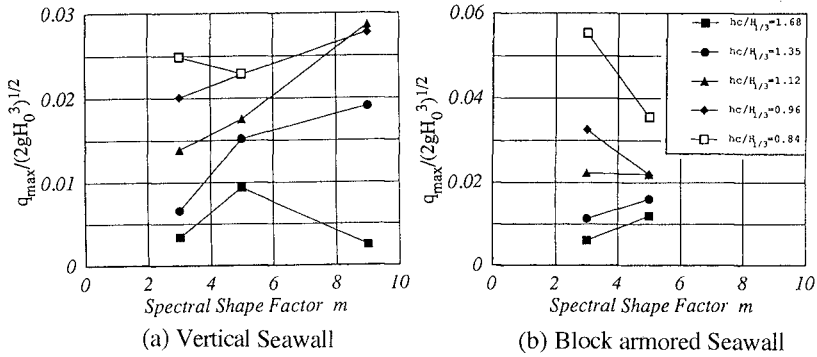 0.03
0.02
0.01
0
q_max/(2gH_0^3)^1/2
0 2 4 6 8 10
Spectral Shape Factor m
(a) Vertical Seawall
0.06
0.04
0.02
0
q_max/(2gH_0^3)^1/2
0 2 4 6 8 10
Spectral Shape Factor m
(b) Block armored Seawall
hc/H_1/3=1.68
hc/H_1/3=1.35
hc/H_1/3=1.12
hc/H_1/3=0.96
hc/H_1/3=0.84